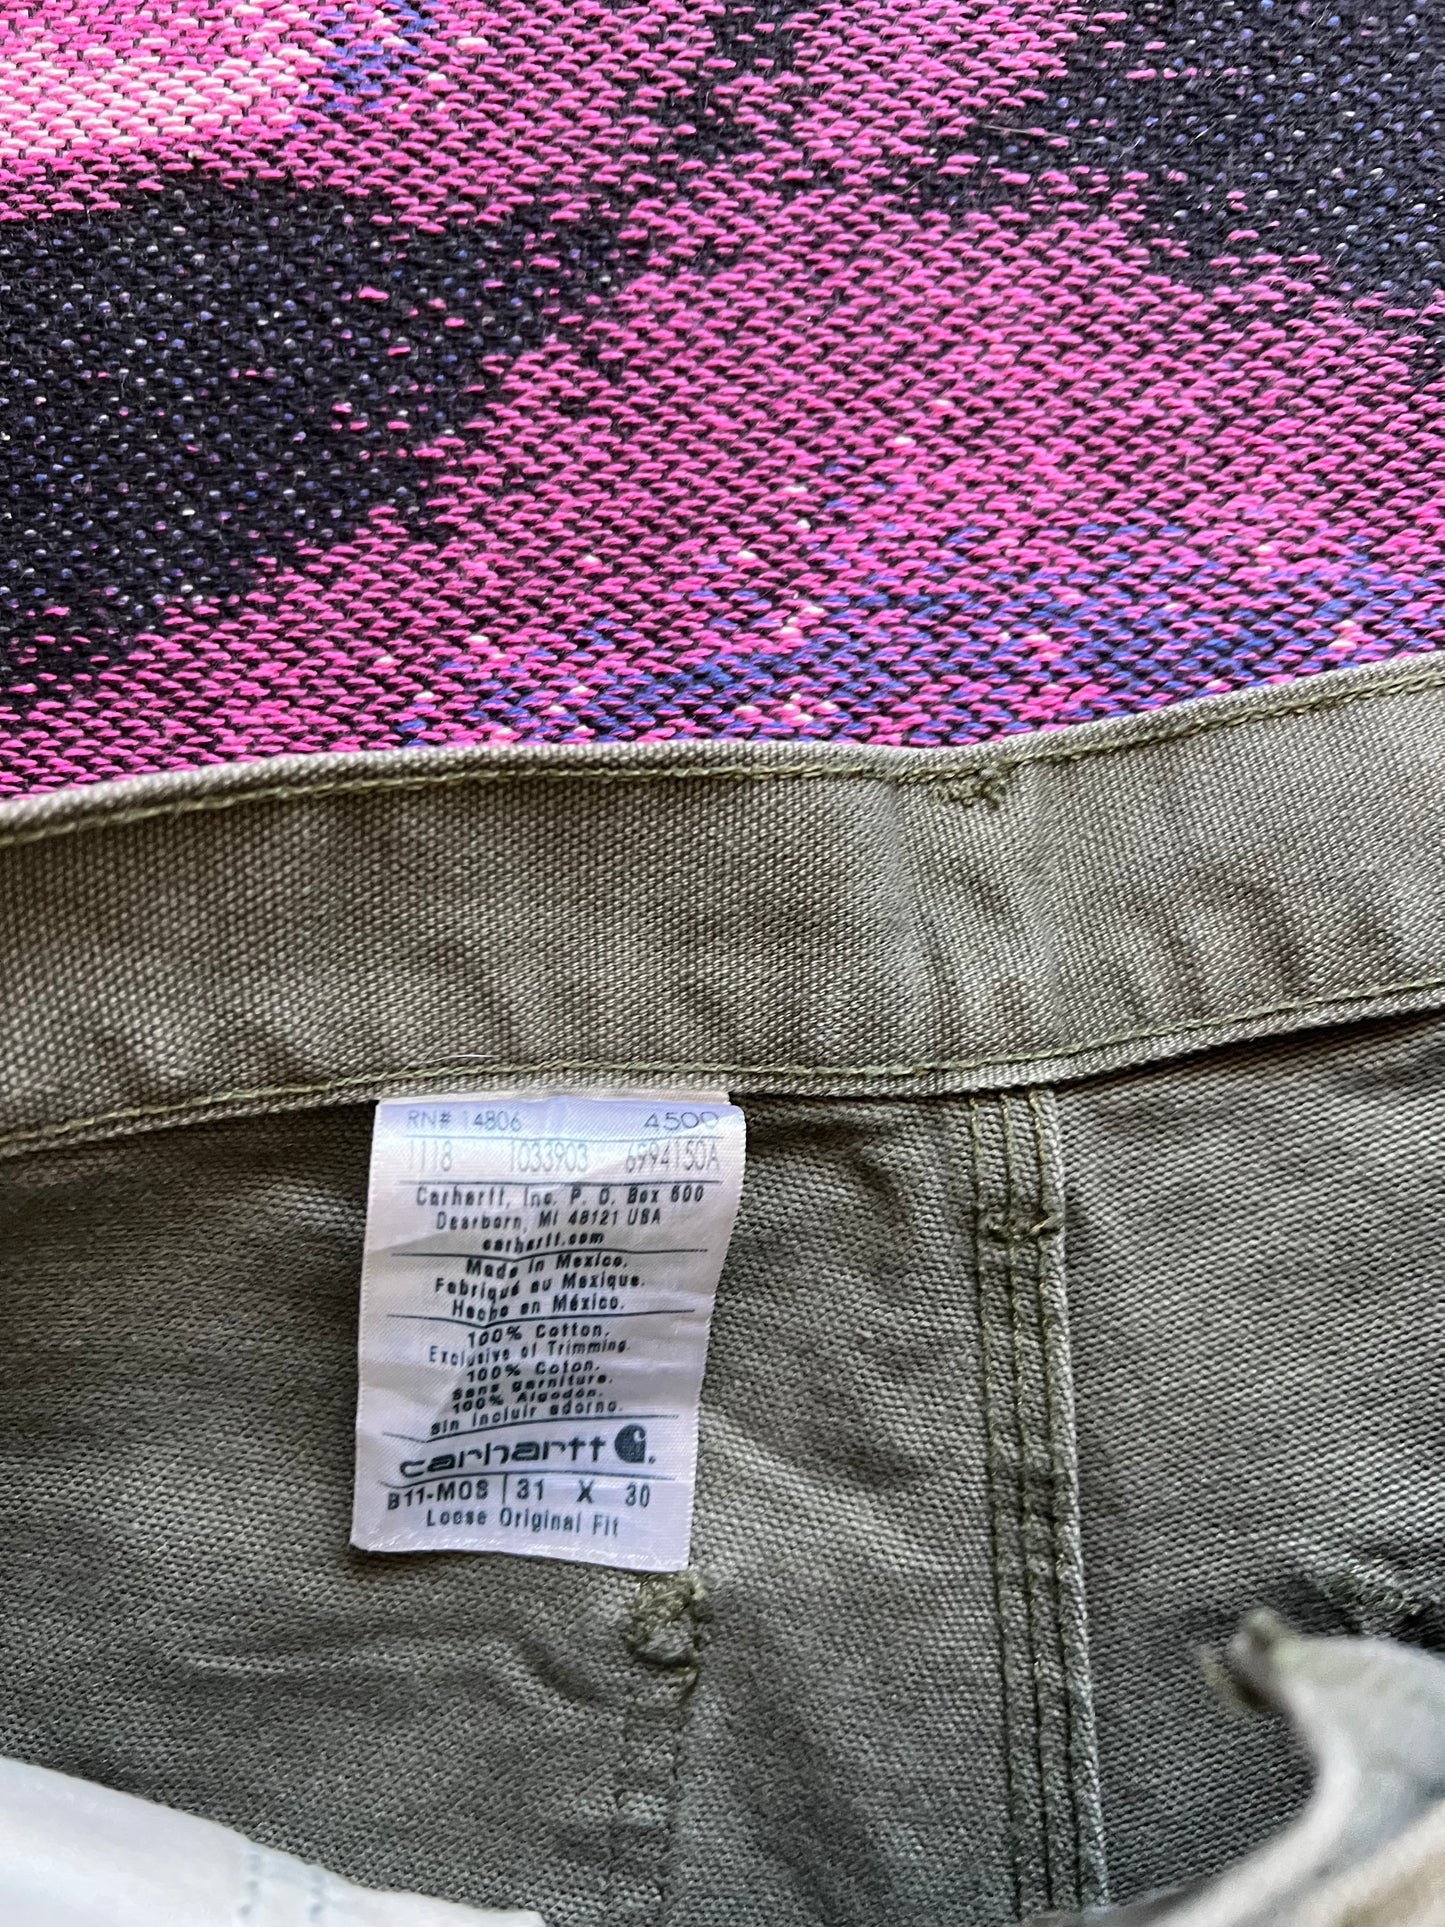 RN# 14806 4500
1118 1033903 6994150A
Carhartt, Inc. P. O. Box 600
Dearborn, MI 48121 USA
carhartt.com
Made in Mexico.
Fabriqué au Mexique.
Hecho en México.
100% Cotton.
Exclusive of Trimming.
100% Coton.
Sans garniture.
100% Algodón.
Sin incluir adorno.
carhartt
B11-MOS 31 X 30
Loose Original Fit